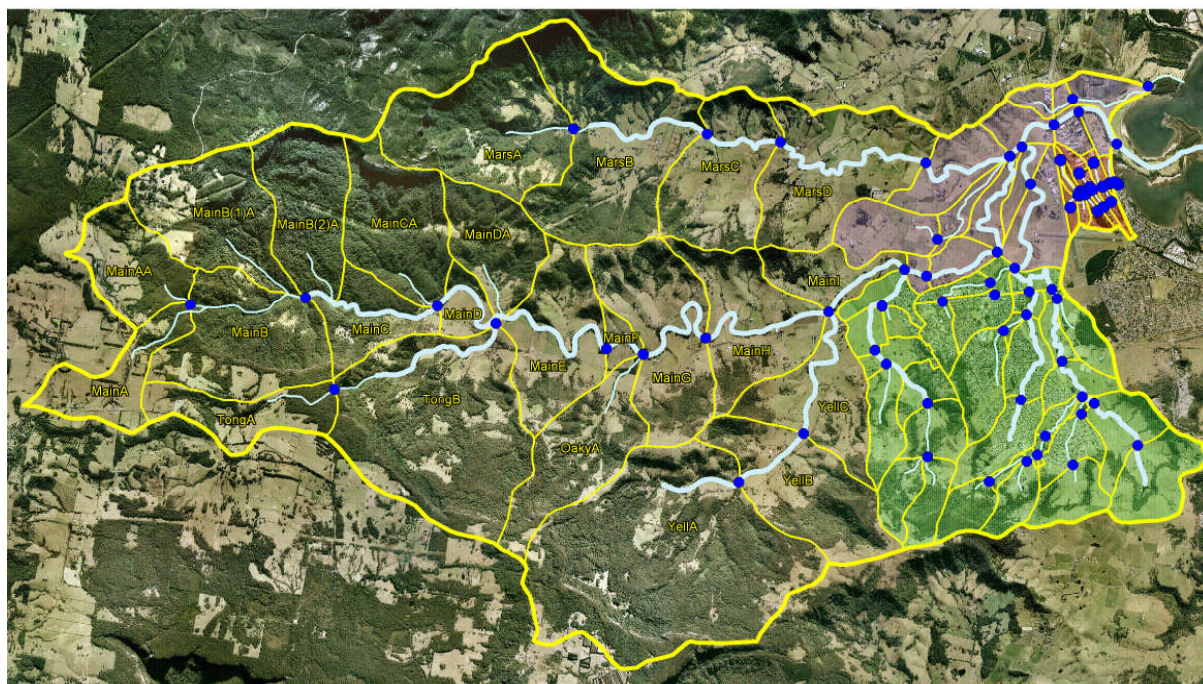 MarsA
MarsB
MarsC
MarsD
MainB(1)A
MainB(2)A
MainCA
MainDA
MainAA
MainI
MainB
MainC
MainD
MainE
MainF
MainG
MainH
MainA
TongA
TongB
YellC
OakyA
YellB
YellA